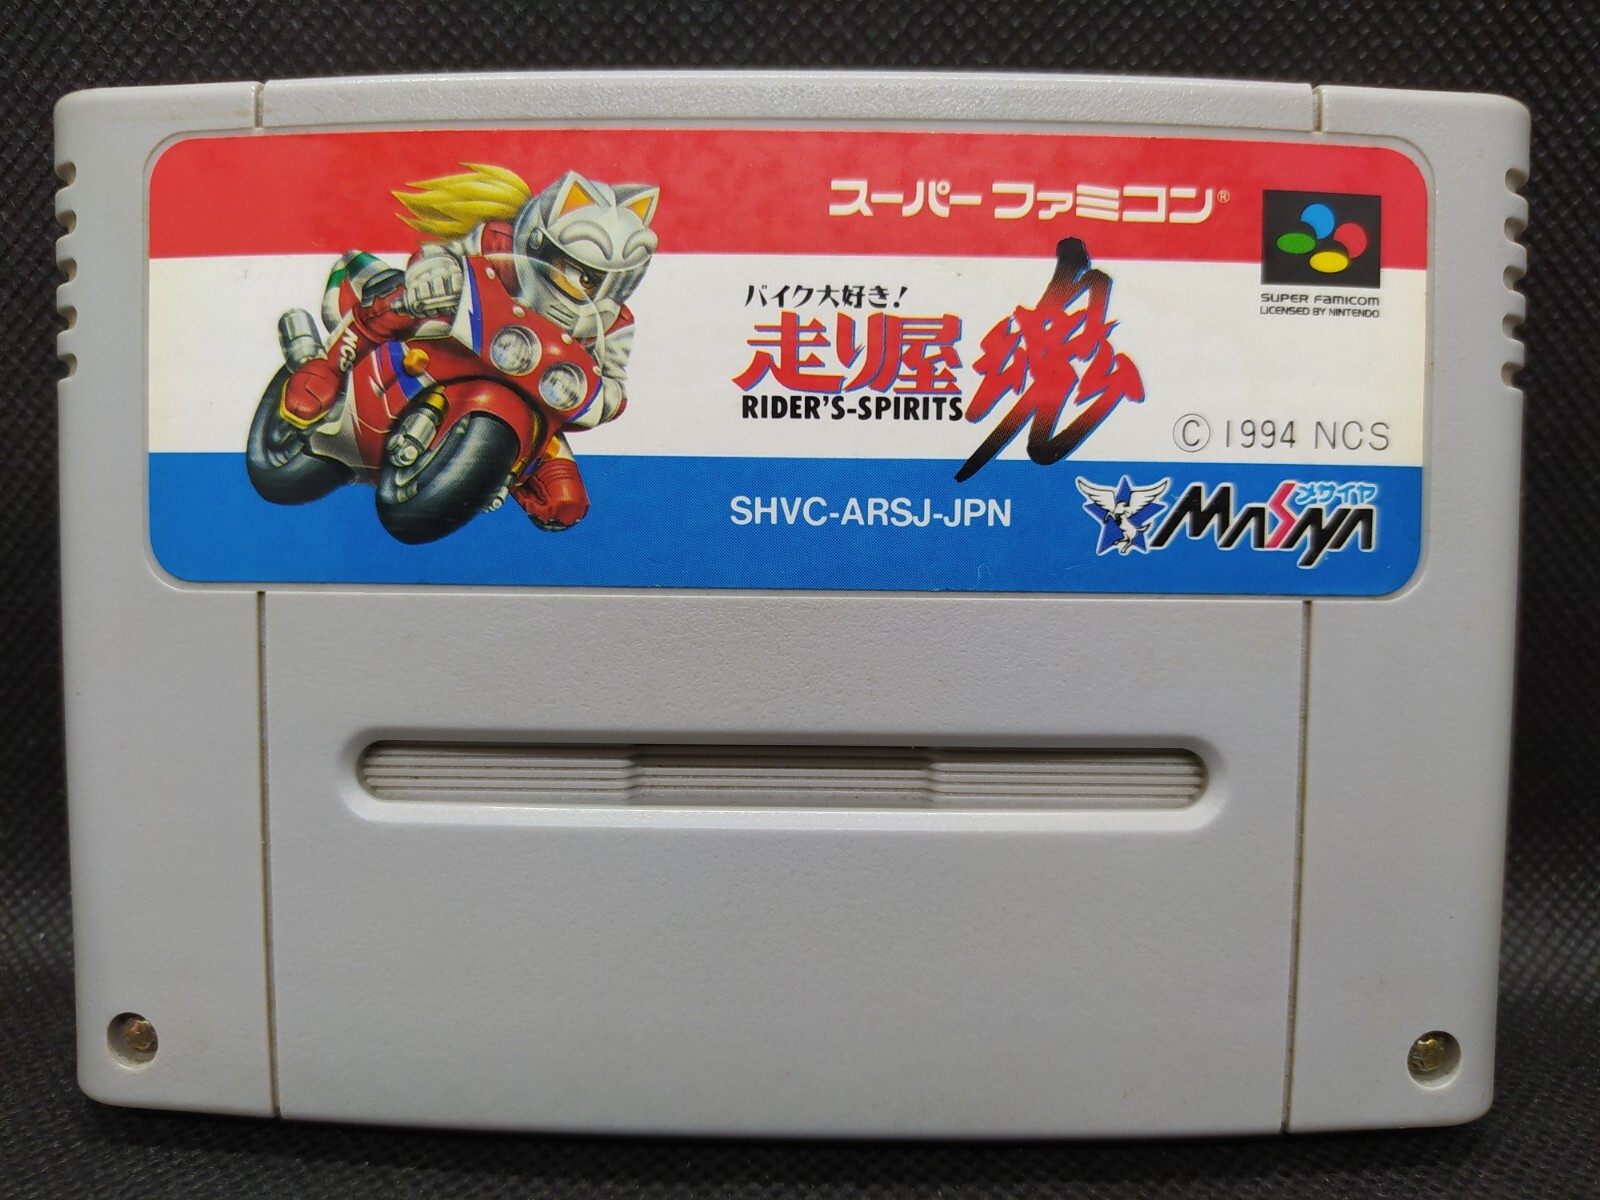 スーパーファミコン®
SUPER FAMICOM
LICENSED BY NINTENDO
バイク大好き!
走り屋魂
RIDER'S-SPIRITS
NCS
© 1994 NCS
SHVC-ARSJ-JPN
メサイヤ
MASAYA